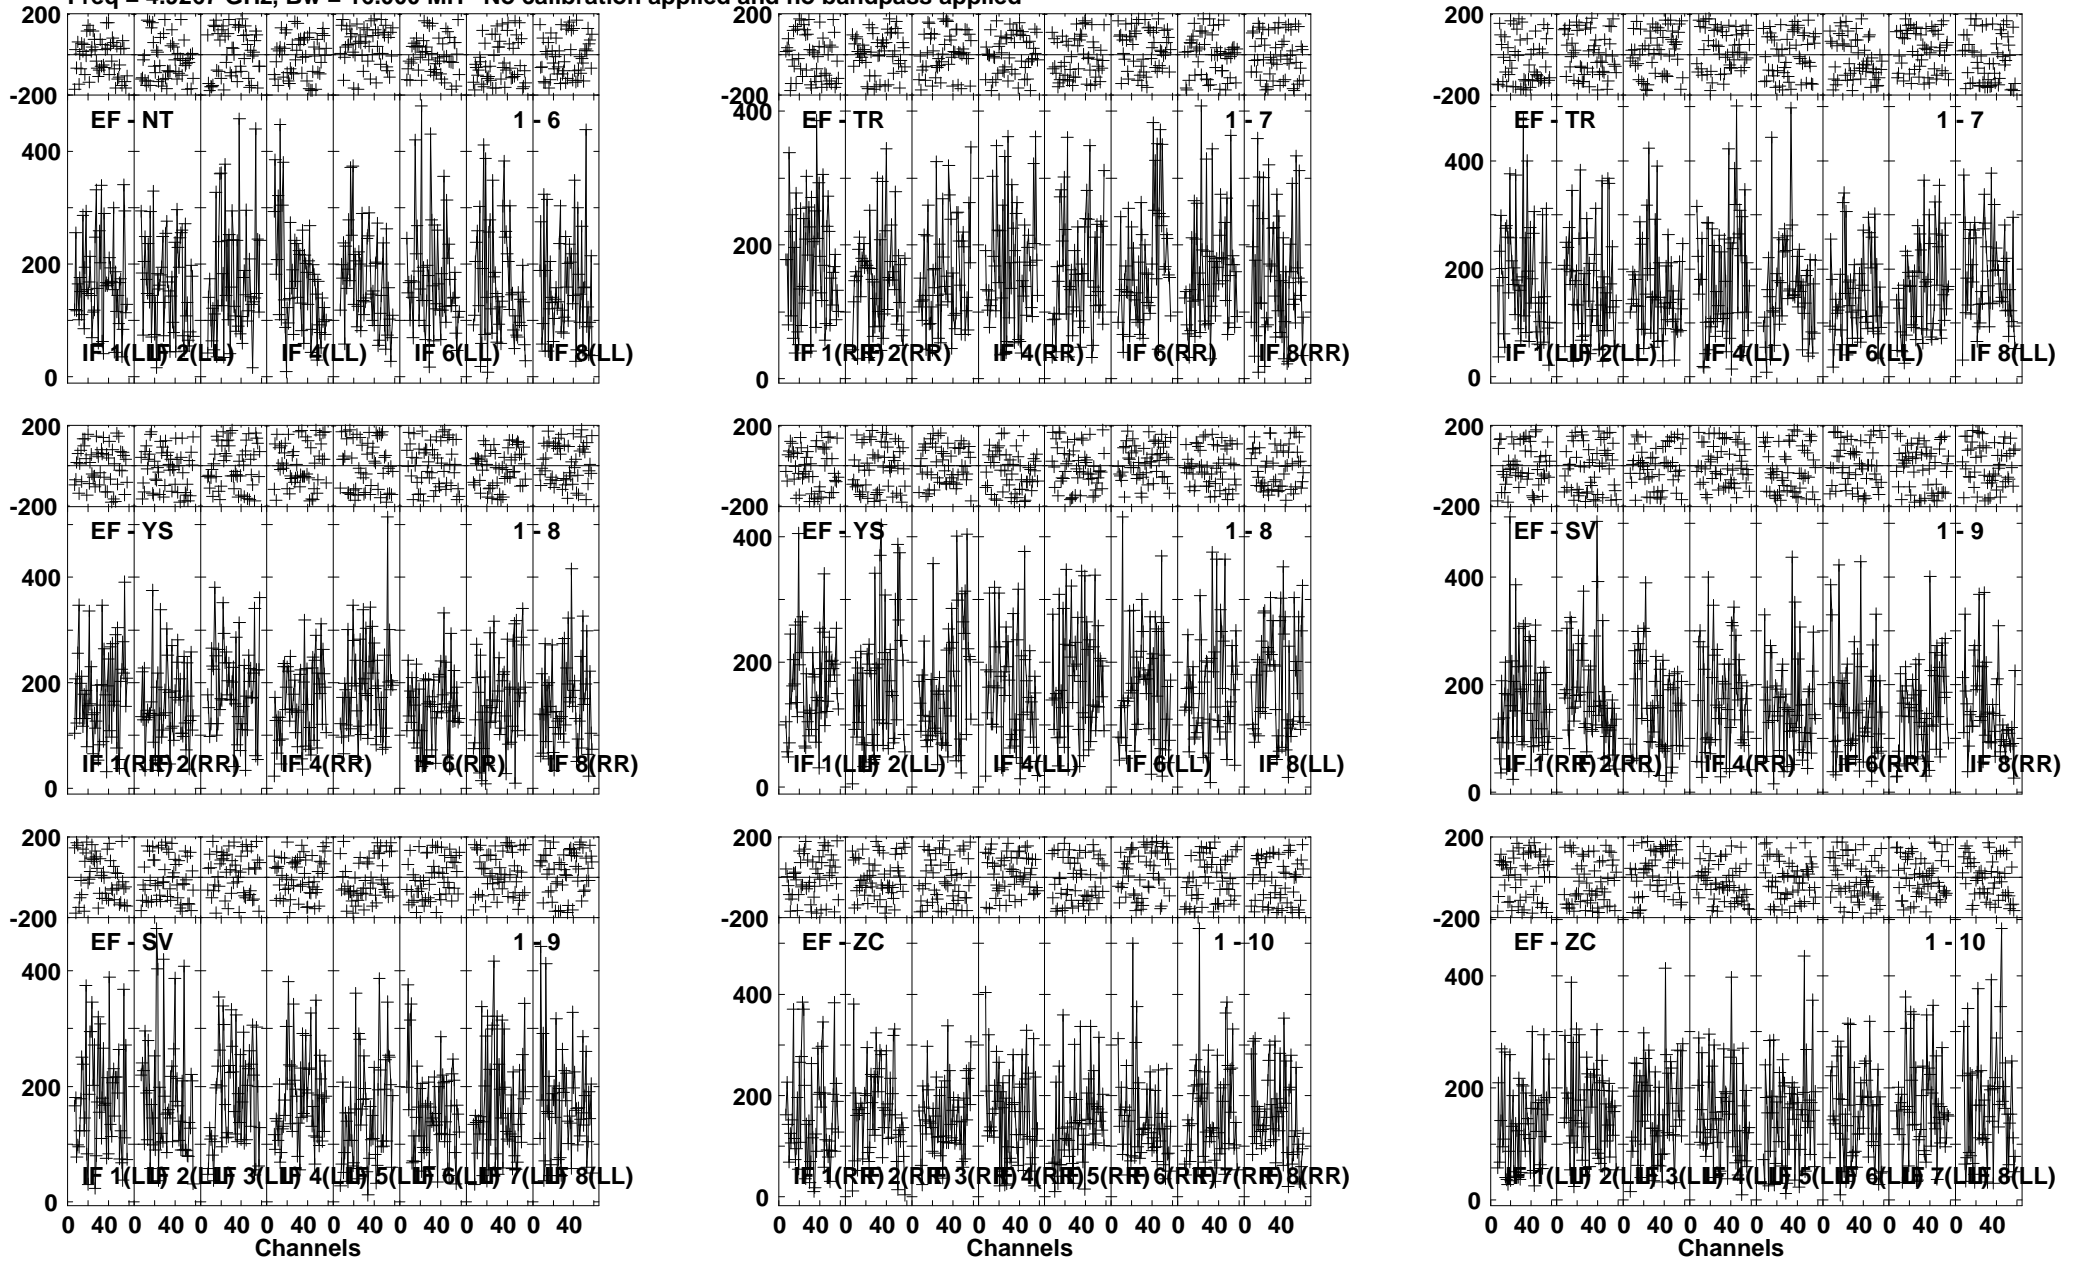 No calibration applied and no bandpass applied
200 200 200
-200 -200 -200
EF - NT 1 - 6 EF - TR 1 - 7 EF - TR 1 - 7
400 400 400
200 200 200
IF 1(LL) IF 2(LL) IF 4(LL) IF 6(LL) IF 8(LL) IF 1(RR) IF 2(RR) IF 4(RR) IF 6(RR) IF 8(RR) IF 1(LL) IF 2(LL) IF 4(LL) IF 6(LL) IF 8(LL)
0 0 0
200 200 200
-200 -200 -200
EF - YS 1 - 8 EF - YS 1 - 8 EF - SV 1 - 9
400 400 400
200 200 200
IF 1(RR) IF 2(RR) IF 4(RR) IF 6(RR) IF 8(RR) IF 1(LL) IF 2(LL) IF 4(LL) IF 6(LL) IF 8(LL) IF 1(RR) IF 2(RR) IF 4(RR) IF 6(RR) IF 8(RR)
0 0 0
200 200 200
-200 -200 -200
EF - SV 1 - 9 EF - ZC 1 - 10 EF - ZC 1 - 10
400 400 400
200 200 200
IF 1(LL) IF 2(LL) IF 3(LL) IF 4(LL) IF 5(LL) IF 6(LL) IF 7(LL) IF 8(LL) IF 1(RR) IF 2(RR) IF 3(RR) IF 4(RR) IF 5(RR) IF 6(RR) IF 7(RR) IF 8(RR) IF 1(LL) IF 2(LL) IF 3(LL) IF 4(LL) IF 5(LL) IF 6(LL) IF 7(LL) IF 8(LL)
0 0 0
0 40 0 40 0 40 0 40 0 40 0 40 0 40 0 40 0 40 0 40 0 40 0 40 0 40 0 40 0 40 0 40 0 40 0 40 0 40 0 40 0 40 0 40 0 40 0 40
Channels Channels Channels